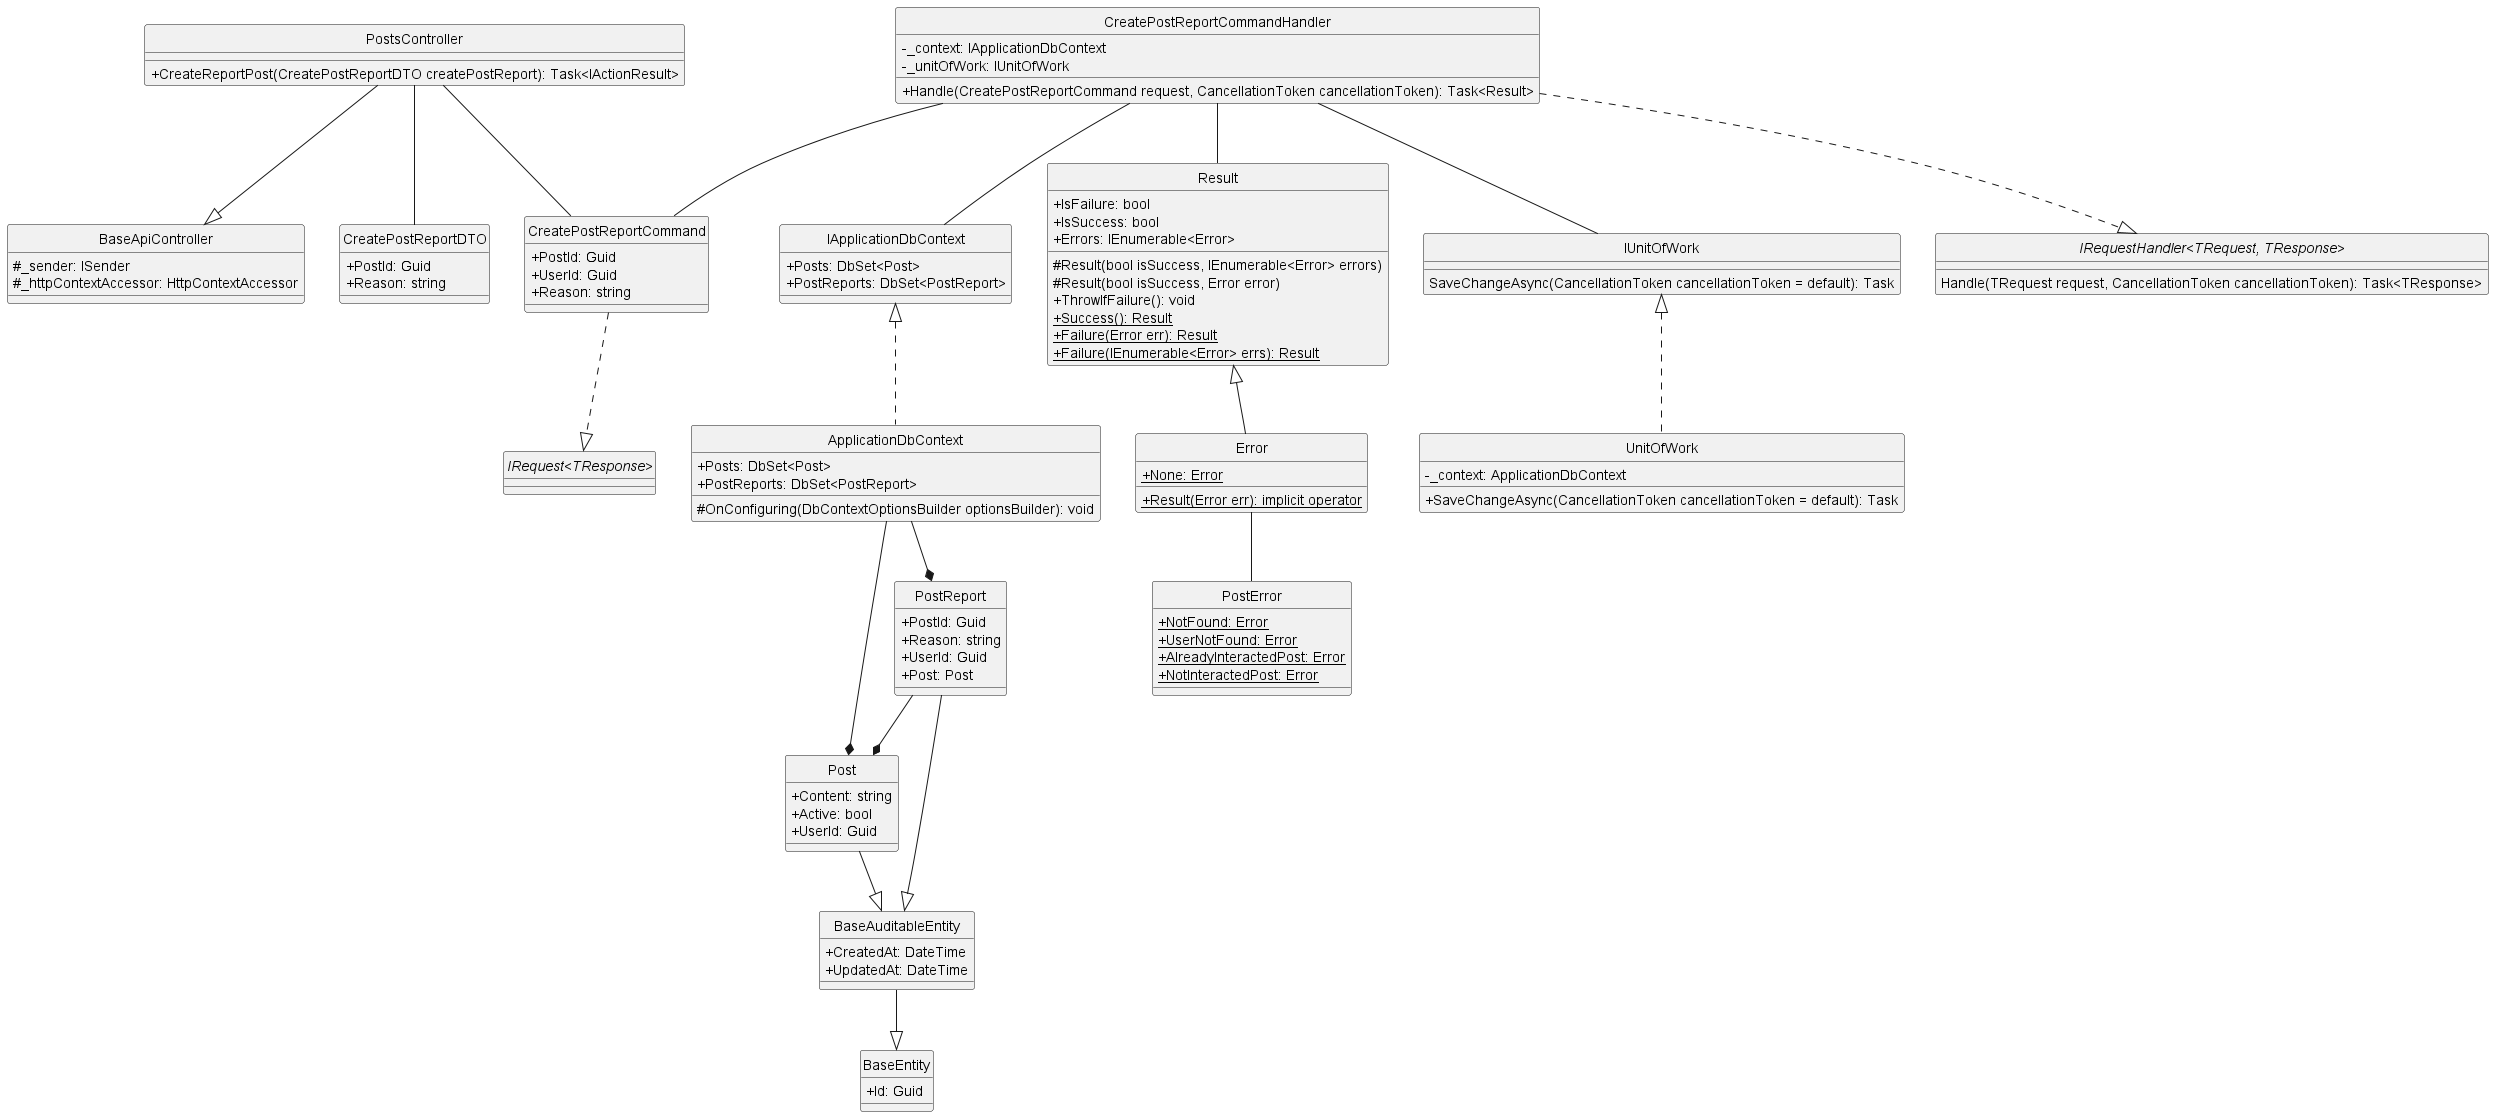 PostsController
+CreateReportPost(CreatePostReportDTO createPostReport): Task<IActionResult>
CreatePostReportCommandHandler
-_context: IApplicationDbContext
-_unitOfWork: IUnitOfWork
+Handle(CreatePostReportCommand request, CancellationToken cancellationToken): Task<Result>
BaseApiController
#_sender: ISender
#_httpContextAccessor: HttpContextAccessor
CreatePostReportDTO
+PostId: Guid
+Reason: string
CreatePostReportCommand
+PostId: Guid
+UserId: Guid
+Reason: string
IApplicationDbContext
+Posts: DbSet<Post>
+PostReports: DbSet<PostReport>
Result
+IsFailure: bool
+IsSuccess: bool
+Errors: IEnumerable<Error>
#Result(bool isSuccess, IEnumerable<Error> errors)
#Result(bool isSuccess, Error error)
+ThrowIfFailure(): void
+Success(): Result
+Failure(Error err): Result
+Failure(IEnumerable<Error> errs): Result
IUnitOfWork
SaveChangeAsync(CancellationToken cancellationToken = default): Task
IRequestHandler<TRequest, TResponse>
Handle(TRequest request, CancellationToken cancellationToken): Task<TResponse>
IRequest<TResponse>
ApplicationDbContext
+Posts: DbSet<Post>
+PostReports: DbSet<PostReport>
#OnConfiguring(DbContextOptionsBuilder optionsBuilder): void
Error
+None: Error
+Result(Error err): implicit operator
UnitOfWork
-_context: ApplicationDbContext
+SaveChangeAsync(CancellationToken cancellationToken = default): Task
PostReport
+PostId: Guid
+Reason: string
+UserId: Guid
+Post: Post
PostError
+NotFound: Error
+UserNotFound: Error
+AlreadyInteractedPost: Error
+NotInteractedPost: Error
Post
+Content: string
+Active: bool
+UserId: Guid
BaseAuditableEntity
+CreatedAt: DateTime
+UpdatedAt: DateTime
BaseEntity
+Id: Guid